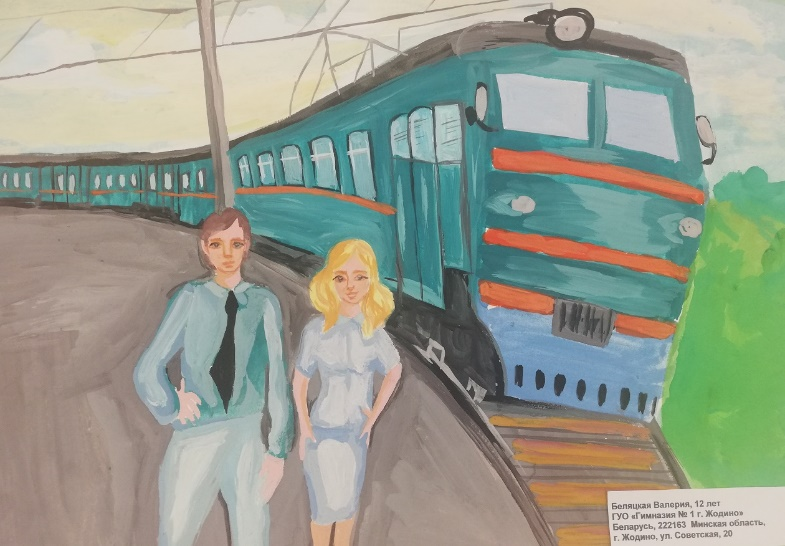 Беляцкая Валерия, 12 лет
ГУО «Гимназия № 1 г. Жодино»
Беларусь, 222163 Минская область,
г. Жодино, ул. Советская, 20